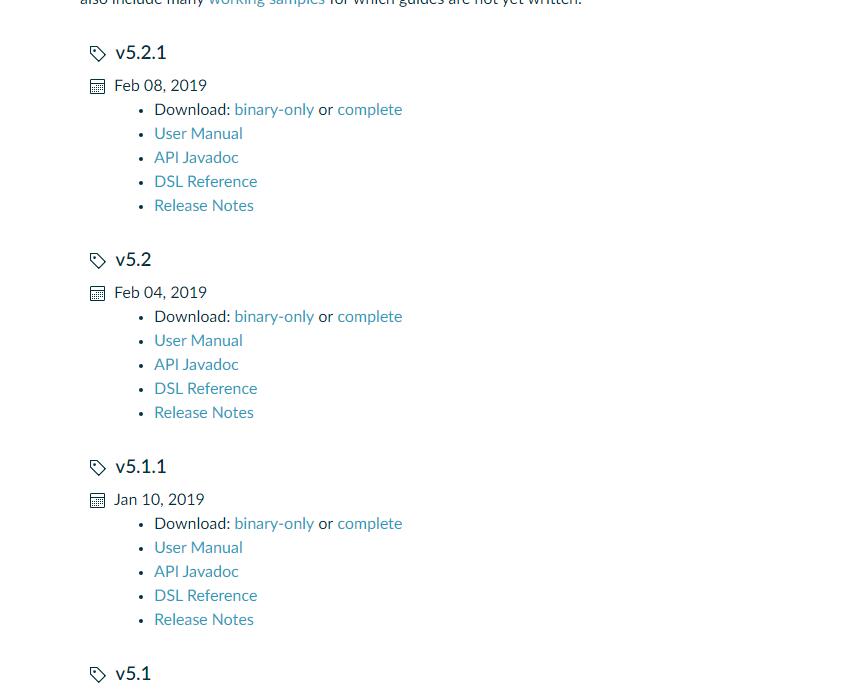 also include many working samples for which guides are not yet written.
v5.2.1
Feb 08, 2019
• Download: binary-only or complete
• User Manual
• API Javadoc
• DSL Reference
• Release Notes
v5.2
Feb 04, 2019
• Download: binary-only or complete
• User Manual
• API Javadoc
• DSL Reference
• Release Notes
v5.1.1
Jan 10, 2019
• Download: binary-only or complete
• User Manual
• API Javadoc
• DSL Reference
• Release Notes
v5.1